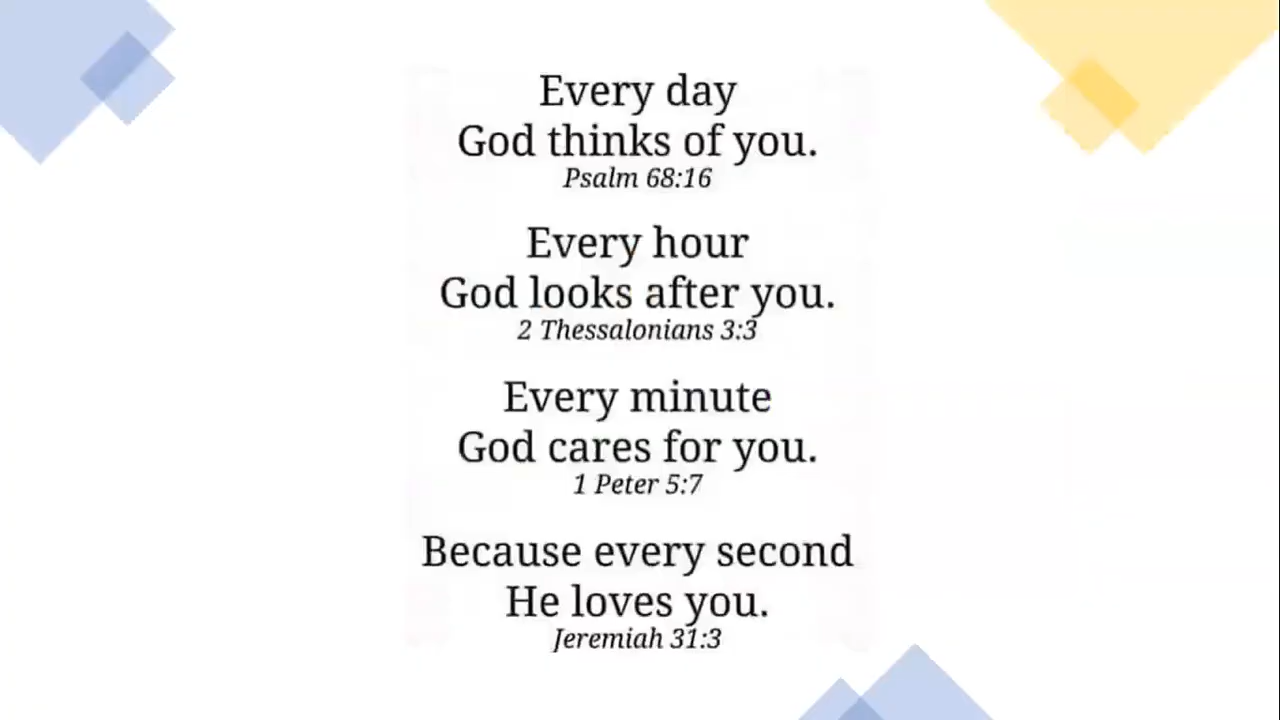 Every day
God thinks of you.
Psalm 68:16
Every hour
God looks after you.
2 Thessalonians 3:3
Every minute
God cares for you.
1 Peter 5:7
Because every second
He loves you.
Jeremiah 31:3